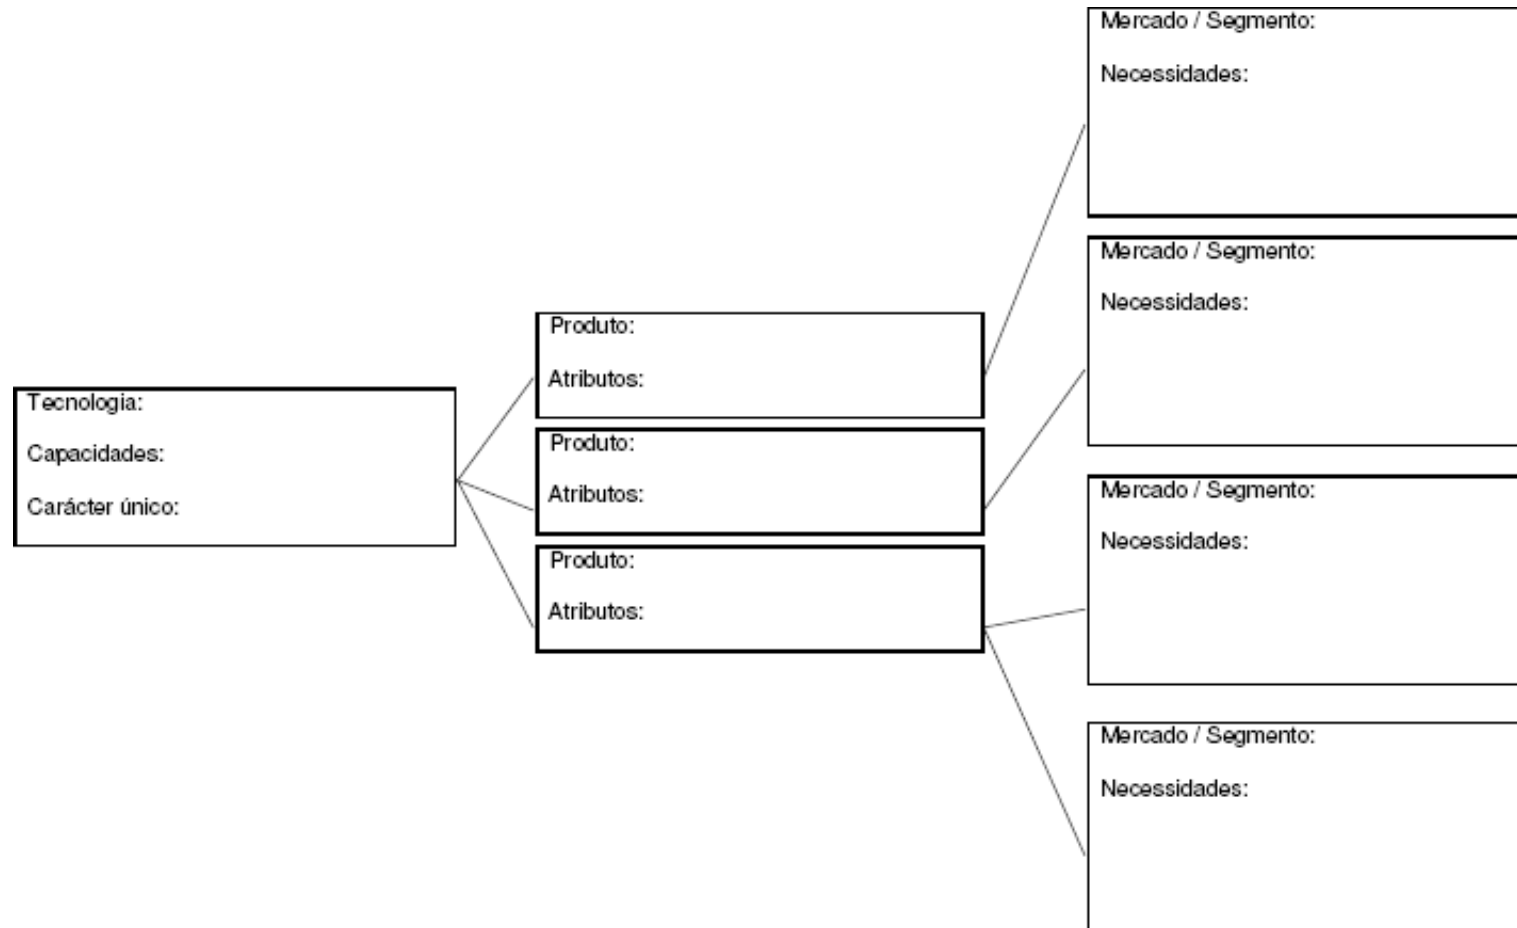 Tecnologia:
Capacidades:
Carácter único:
Produto:
Atributos:
Produto:
Atributos:
Produto:
Atributos:
Mercado / Segmento:
Necessidades:
Mercado / Segmento:
Necessidades:
Mercado / Segmento:
Necessidades:
Mercado / Segmento:
Necessidades: